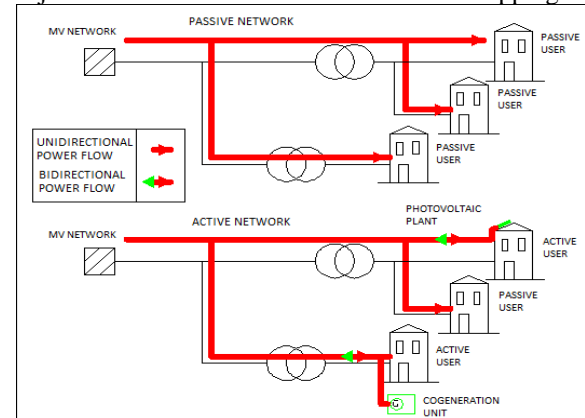 PASSIVE NETWORK
MV NETWORK
PASSIVE
USER
PASSIVE
USER
PASSIVE
USER
UNIDIRECTIONAL
POWER FLOW
BIDIRECTIONAL
POWER FLOW
PHOTOVOLTAIC
PLANT
ACTIVE NETWORK
MV NETWORK
ACTIVE
USER
PASSIVE
USER
ACTIVE
USER
G
COGENERATION
UNIT